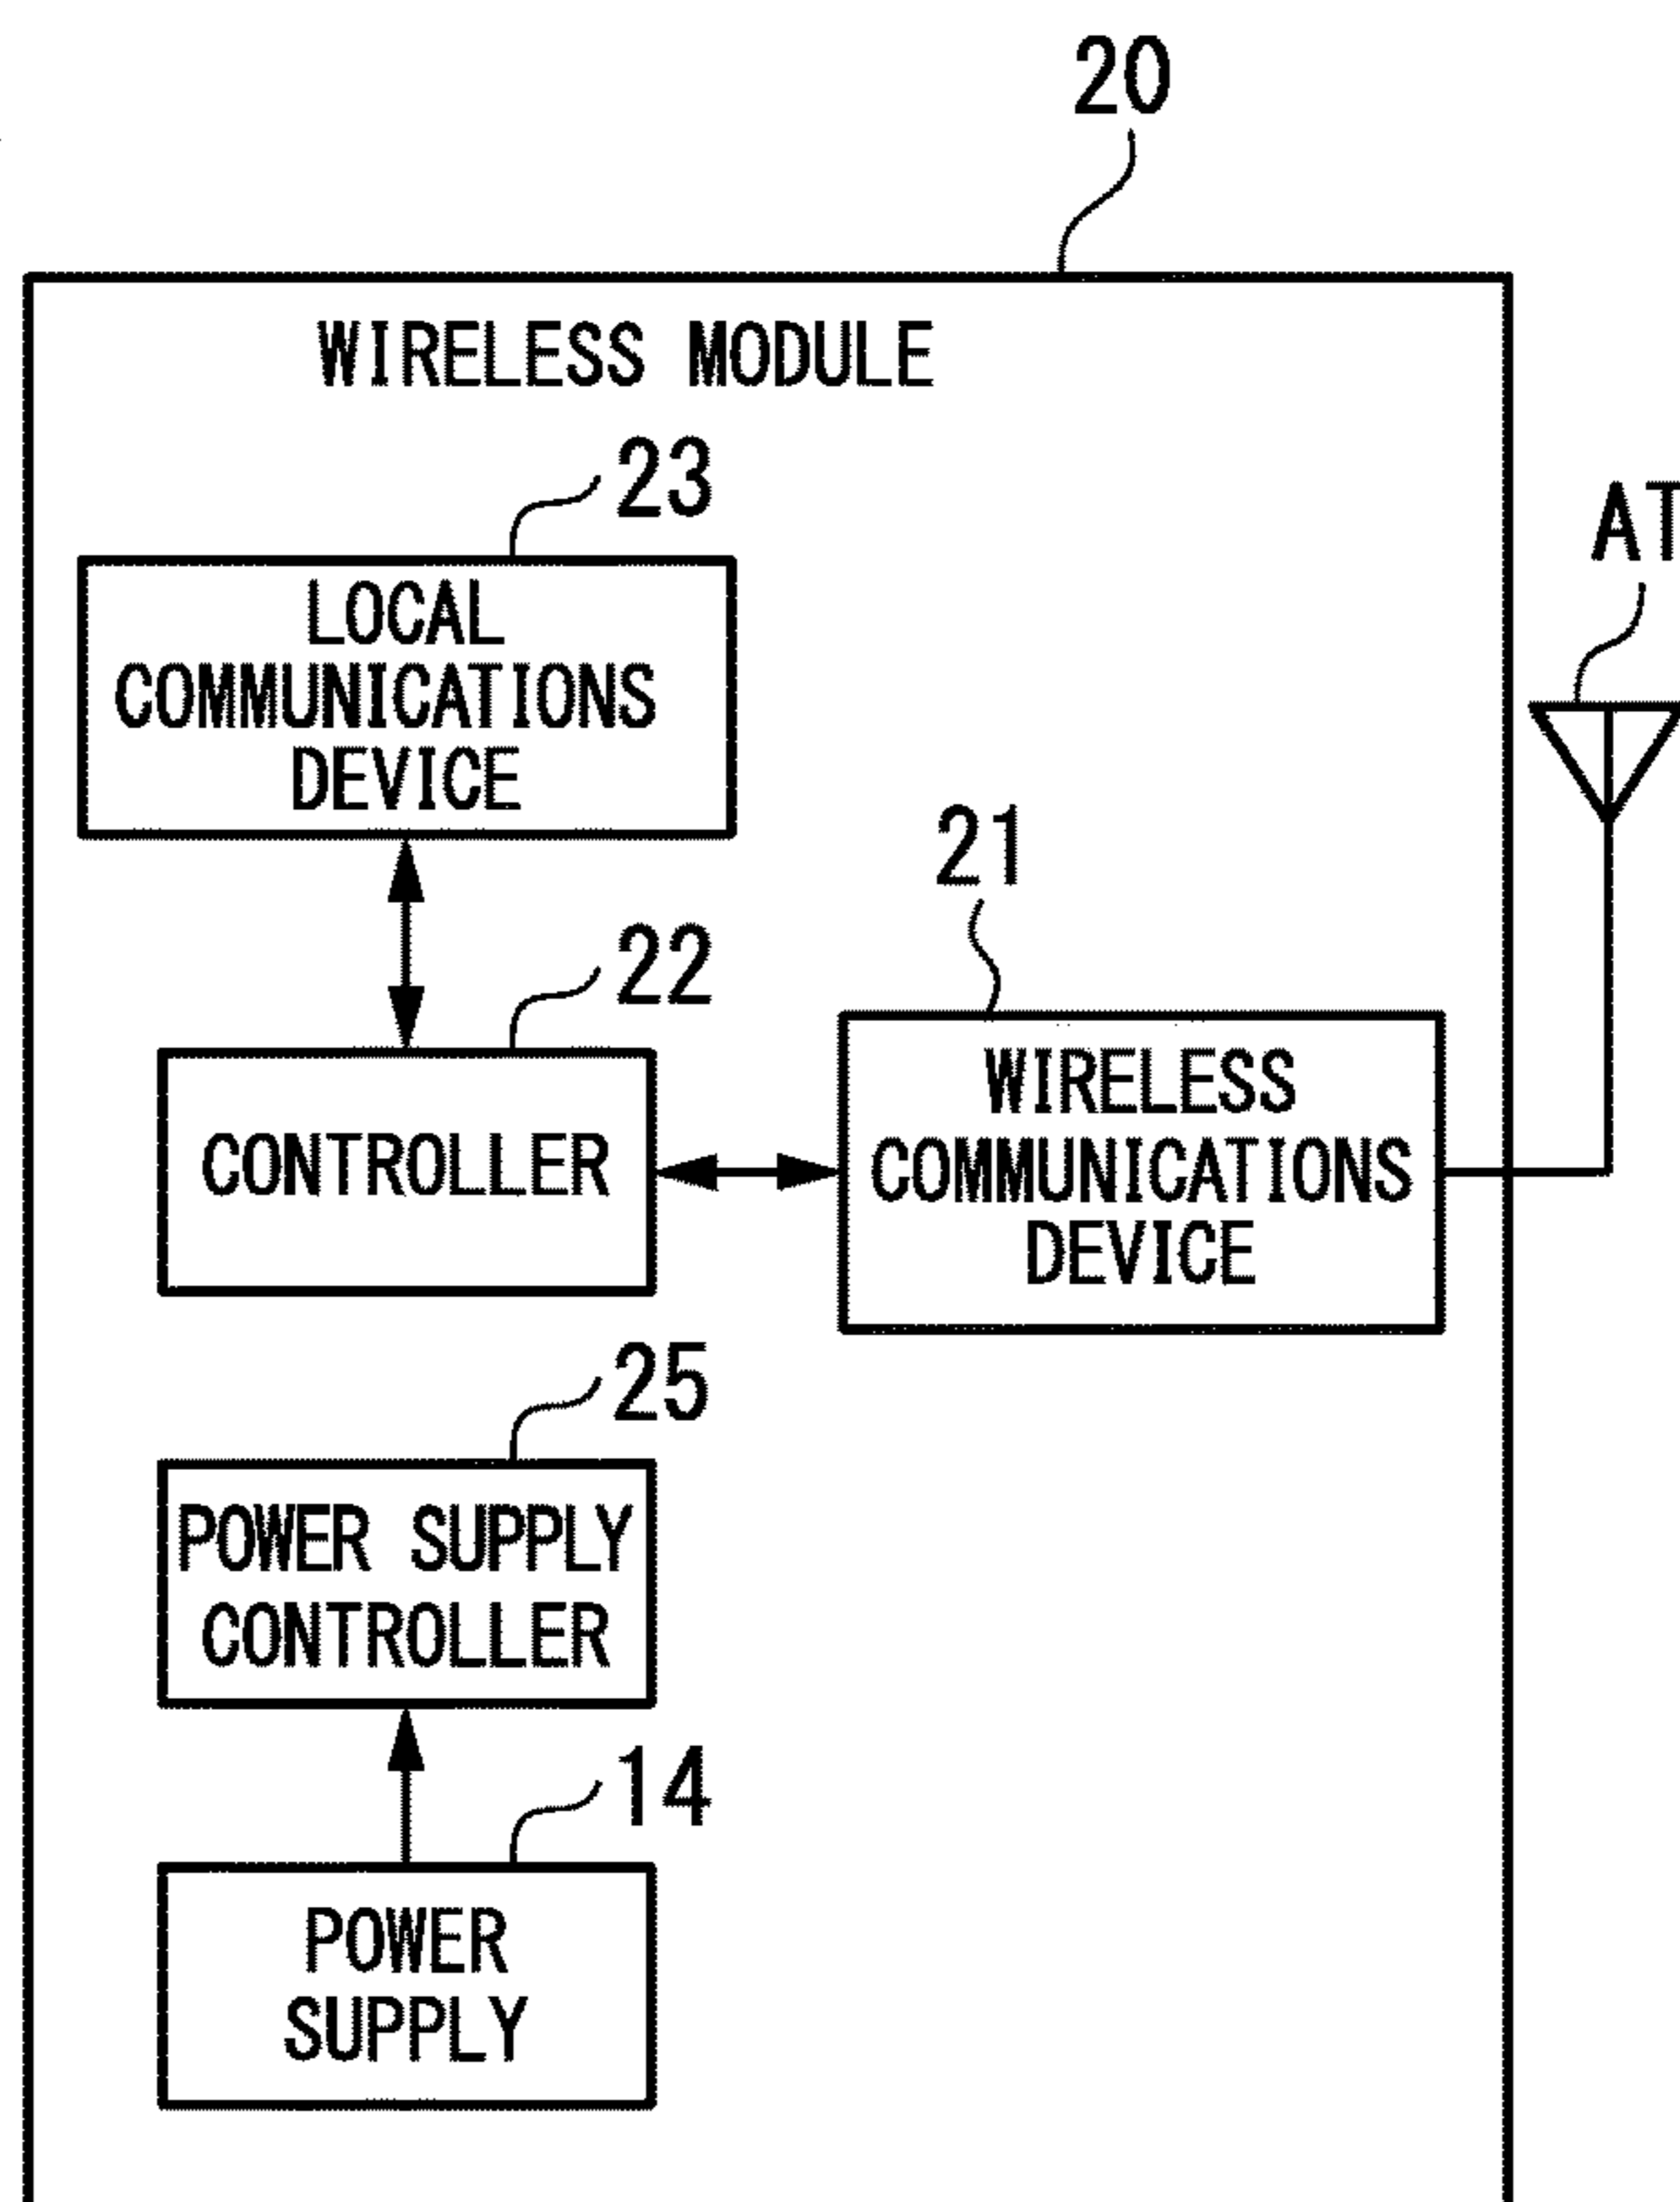 20
WIRELESS MODULE
23
AT
LOCAL
COMMUNICATIONS
DEVICE
21
22
WIRELESS
COMMUNICATIONS
DEVICE
CONTROLLER
25
POWER SUPPLY
CONTROLLER
14
POWER
SUPPLY